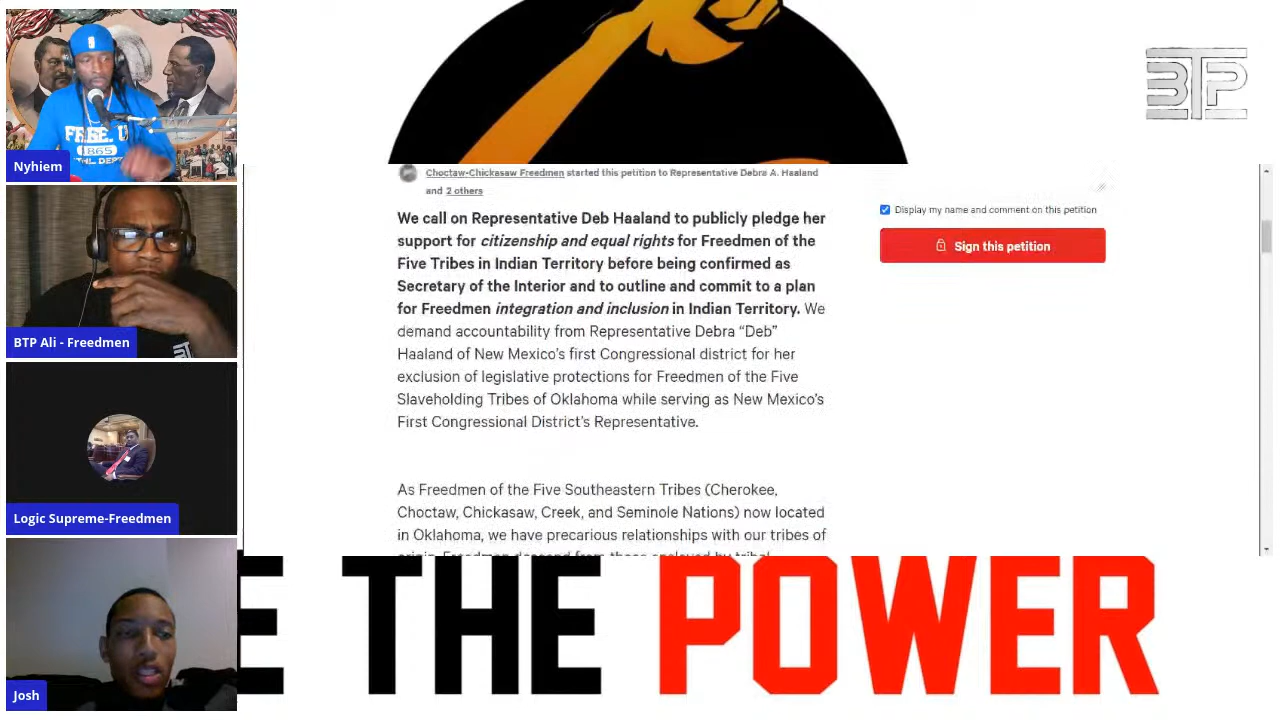 FREE. U
1865
Nyhiem
BTP Ali - Freedmen
Logic Supreme-Freedmen
Josh
BTP
Choctaw-Chickasaw Freedmen started this petition to Representative Debra A. Haaland
and 2 others
We call on Representative Deb Haaland to publicly pledge her
support for citizenship and equal rights for Freedmen of the
Five Tribes in Indian Territory before being confirmed as
Secretary of the Interior and to outline and commit to a plan
for Freedmen integration and inclusion in Indian Territory. We
demand accountability from Representative Debra “Deb”
Haaland of New Mexico’s first Congressional district for her
exclusion of legislative protections for Freedmen of the Five
Slaveholding Tribes of Oklahoma while serving as New Mexico’s
First Congressional District’s Representative.
As Freedmen of the Five Southeastern Tribes (Cherokee,
Choctaw, Chickasaw, Creek, and Seminole Nations) now located
in Oklahoma, we have precarious relationships with our tribes of
Display my name and comment on this petition
Sign this petition
E THE POWER